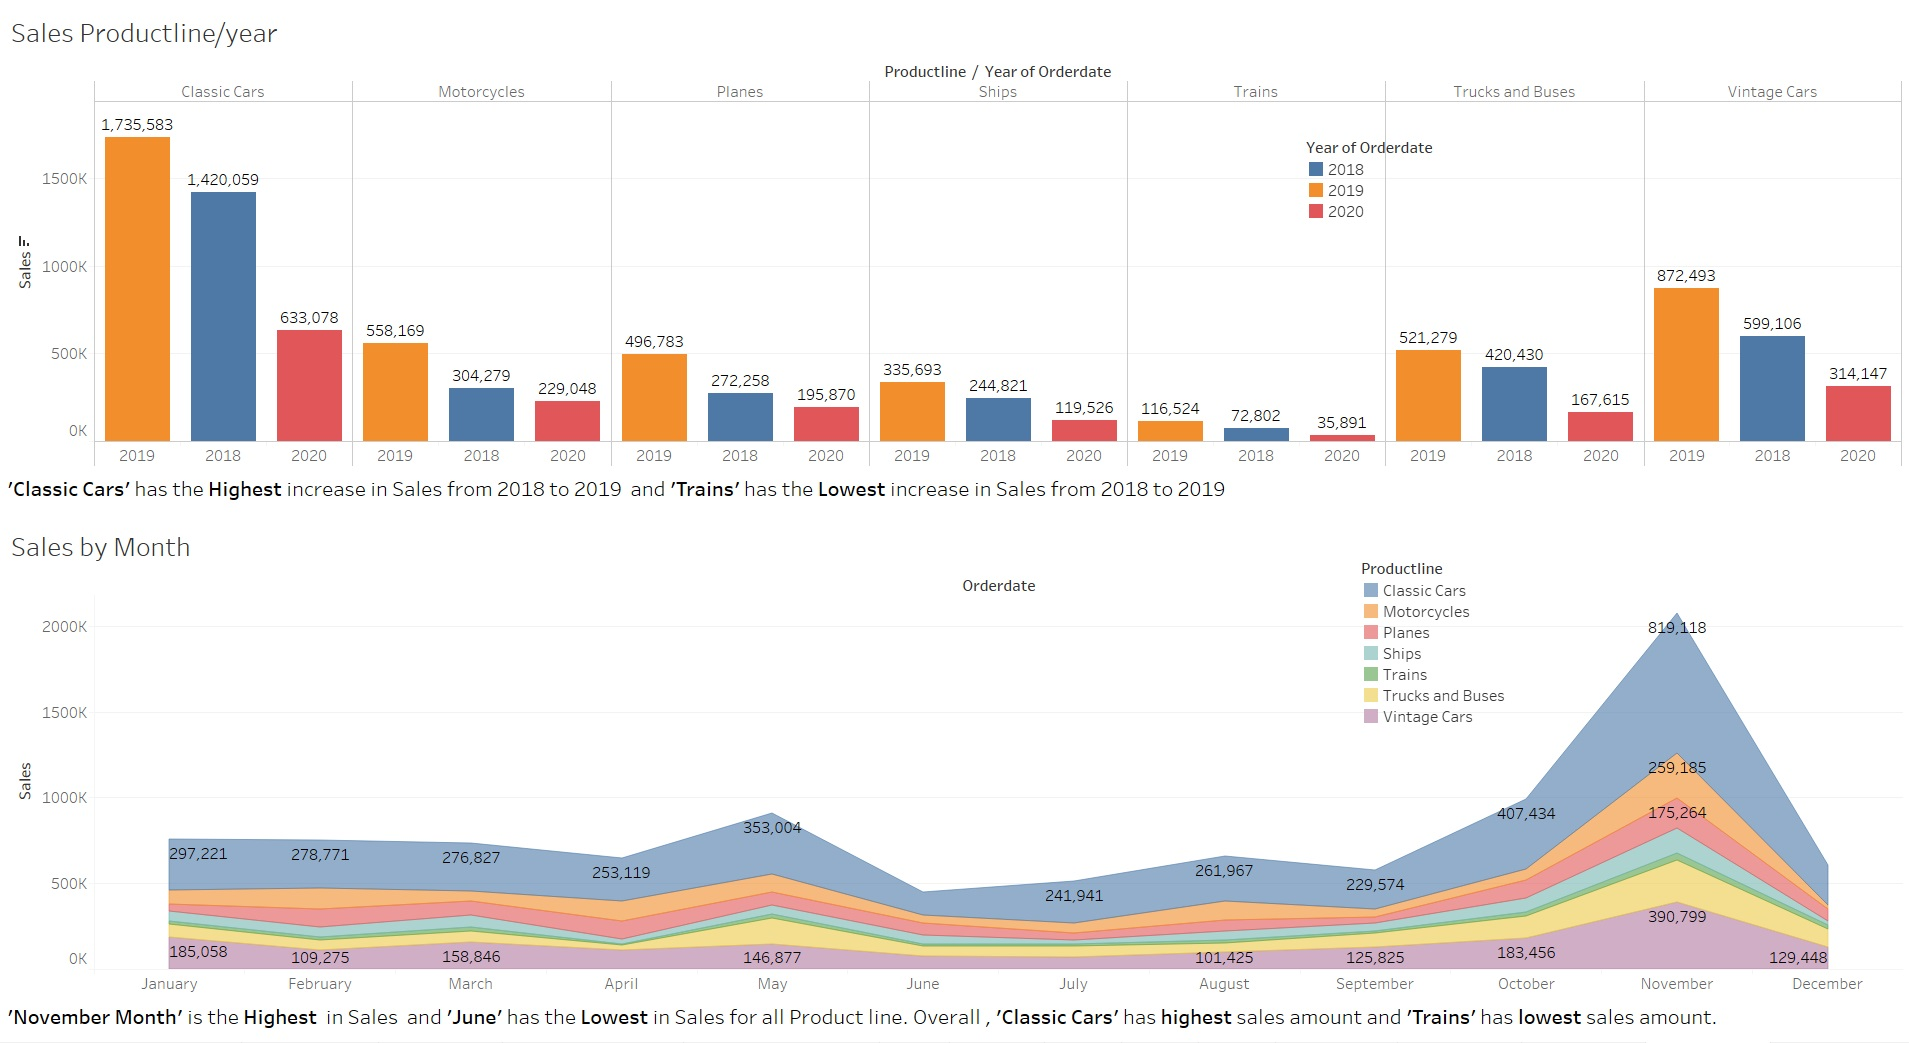 Sales Productline/year
Productline / Year of Orderdate
Classic Cars Motorcycles Planes Ships Trains Trucks and Buses Vintage Cars
Sales
1500K
1000K
500K
0K
1,735,583 1,420,059 633,078
558,169 304,279 229,048
496,783 272,258 195,870
335,693 244,821 119,526
116,524 72,802 35,891
521,279 420,430 167,615
872,493 599,106 314,147
Year of Orderdate
2018
2019
2020
2019 2018 2020 2019 2018 2020 2019 2018 2020 2019 2018 2020 2019 2018 2020 2019 2018 2020 2019 2018 2020
'Classic Cars' has the Highest increase in Sales from 2018 to 2019 and 'Trains' has the Lowest increase in Sales from 2018 to 2019
Sales by Month
Orderdate
Productline
Classic Cars
Motorcycles
Planes
Ships
Trains
Trucks and Buses
Vintage Cars
Sales
2000K
1500K
1000K
500K
0K
297,221 278,771 276,827 253,119 353,004 241,941 261,967 229,574 407,434 819,118
259,185
175,264
185,058 109,275 158,846 146,877 101,425 125,825 183,456 390,799 129,448
January February March April May June July August September October November December
'November Month' is the Highest in Sales and 'June' has the Lowest in Sales for all Product line. Overall , 'Classic Cars' has highest sales amount and 'Trains' has lowest sales amount.